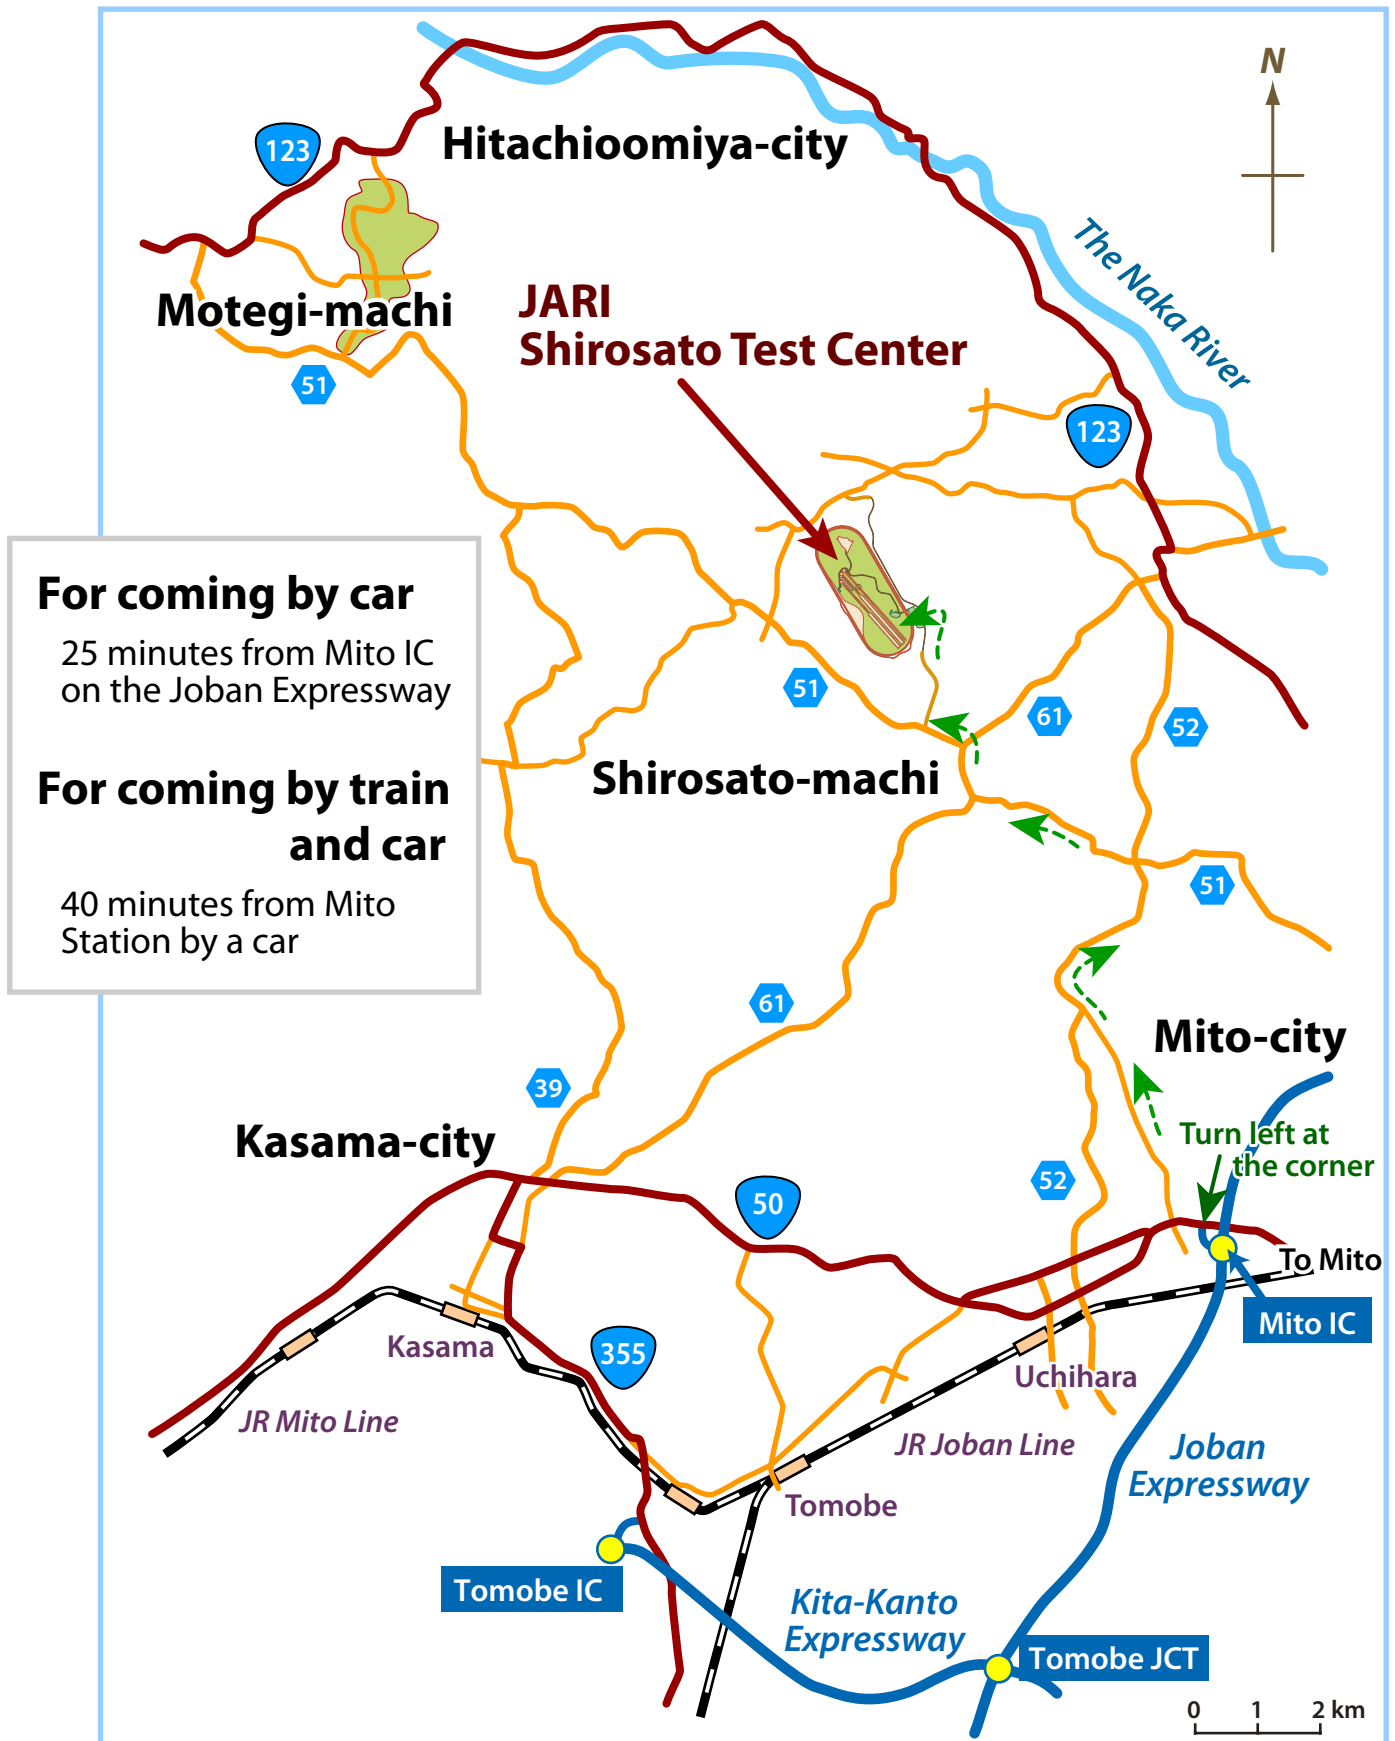 N
123
Hitachioomiya-city
The Naka River
Motegi-machi
51
JARI
Shirosato Test Center
123
For coming by car
25 minutes from Mito IC
on the Joban Expressway
For coming by train
and car
40 minutes from Mito
Station by a car
51
61
52
Shirosato-machi
51
61
Mito-city
39
Kasama-city
Turn left at
the corner
52
50
To Mito
Mito IC
Kasama
355
Uchihara
JR Mito Line
JR Joban Line
Joban
Expressway
Tomobe
Tomobe IC
Kita-Kanto
Expressway
Tomobe JCT
0 1 2 km